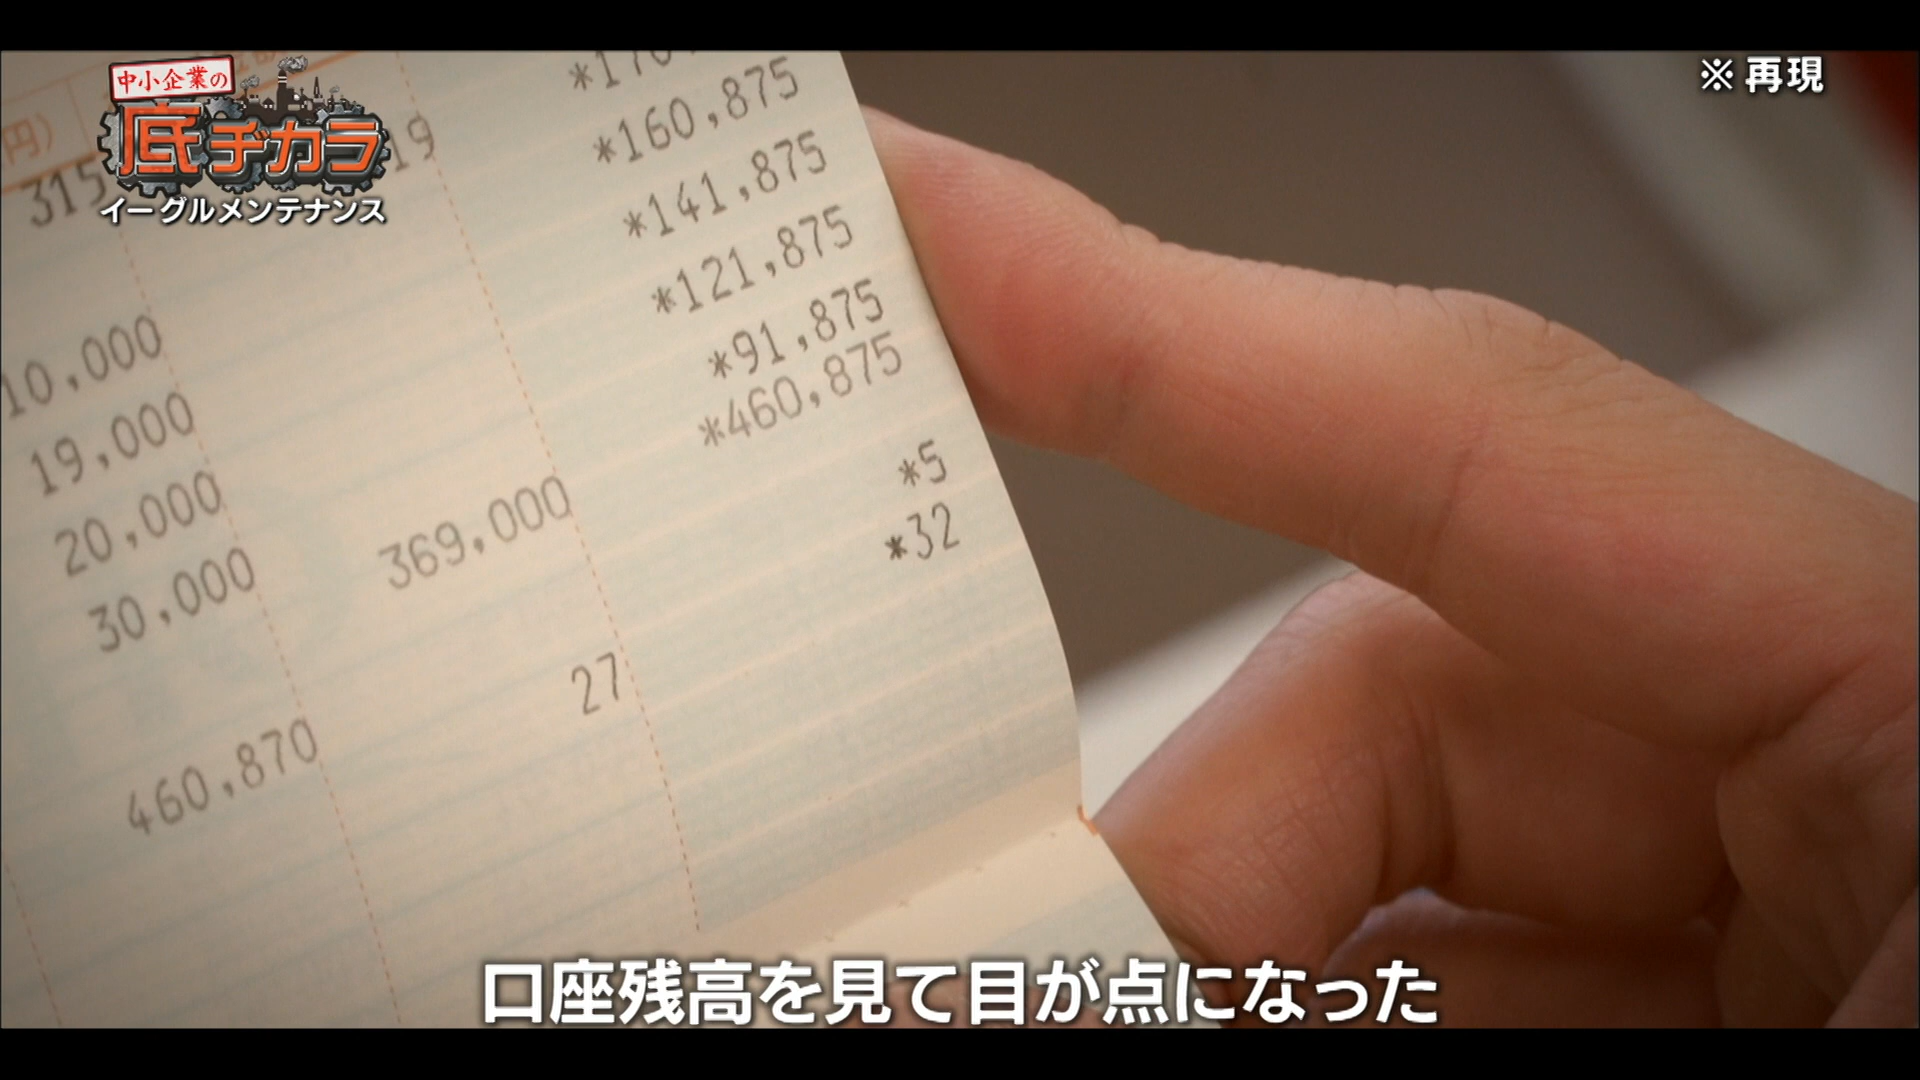 中小企業の
底ヂカラ
イーグルメンテナンス
※再現
円)
315
19
*160,875
*141,875
10,000 *121,875
19,000 *91,875
20,000 369,000 *460,875
30,000 *5
27 *32
460,870
口座残高を見て目が点になった